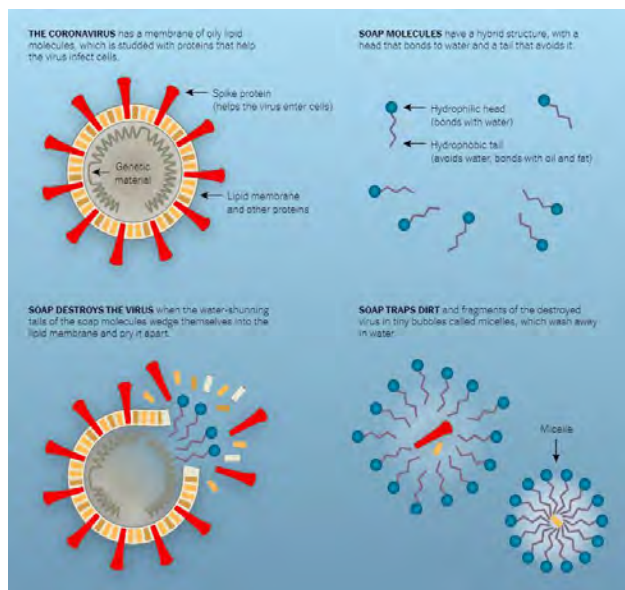 THE CORONAVIRUS has a membrane of oily lipid
molecules, which is studded with proteins that help
the virus infect cells.
Spike protein
(helps the virus enter cells)
Genetic
material
Lipid membrane
and other proteins
SOAP MOLECULES have a hybrid structure, with a
head that bonds to water and a tail that avoids it.
Hydrophilic head
(bonds with water)
Hydrophobic tail
(avoids water, bonds with oil and fat)
SOAP DESTROYS THE VIRUS when the water-shunning
tails of the soap molecules wedge themselves into the
lipid membrane and pry it apart.
SOAP TRAPS DIRT and fragments of the destroyed
virus in tiny bubbles called micelles, which wash away
in water.
Micelle